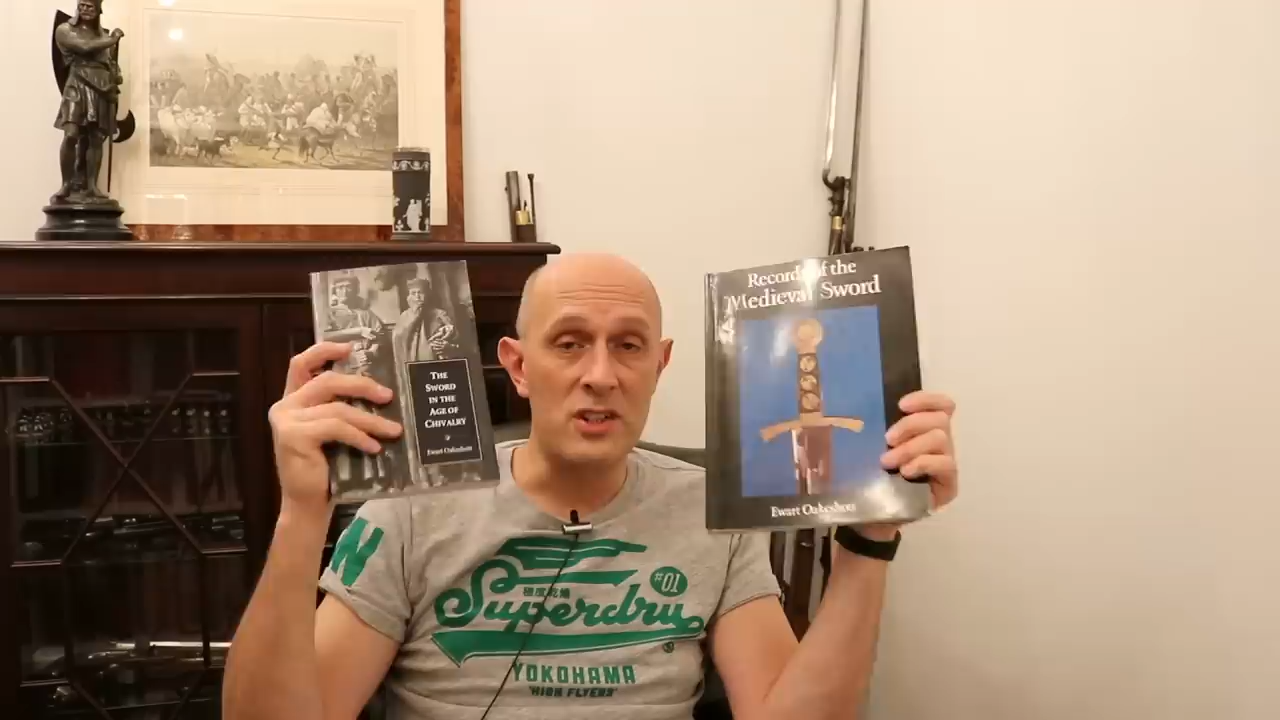 THE
SWORD
IN THE
AGE OF
CHIVALRY
Ewart Oakeshott
Records of the
Medieval Sword
Ewart Oakeshott
N
#01
Superdry
YOKOHAMA
'HIGH FLYERS'